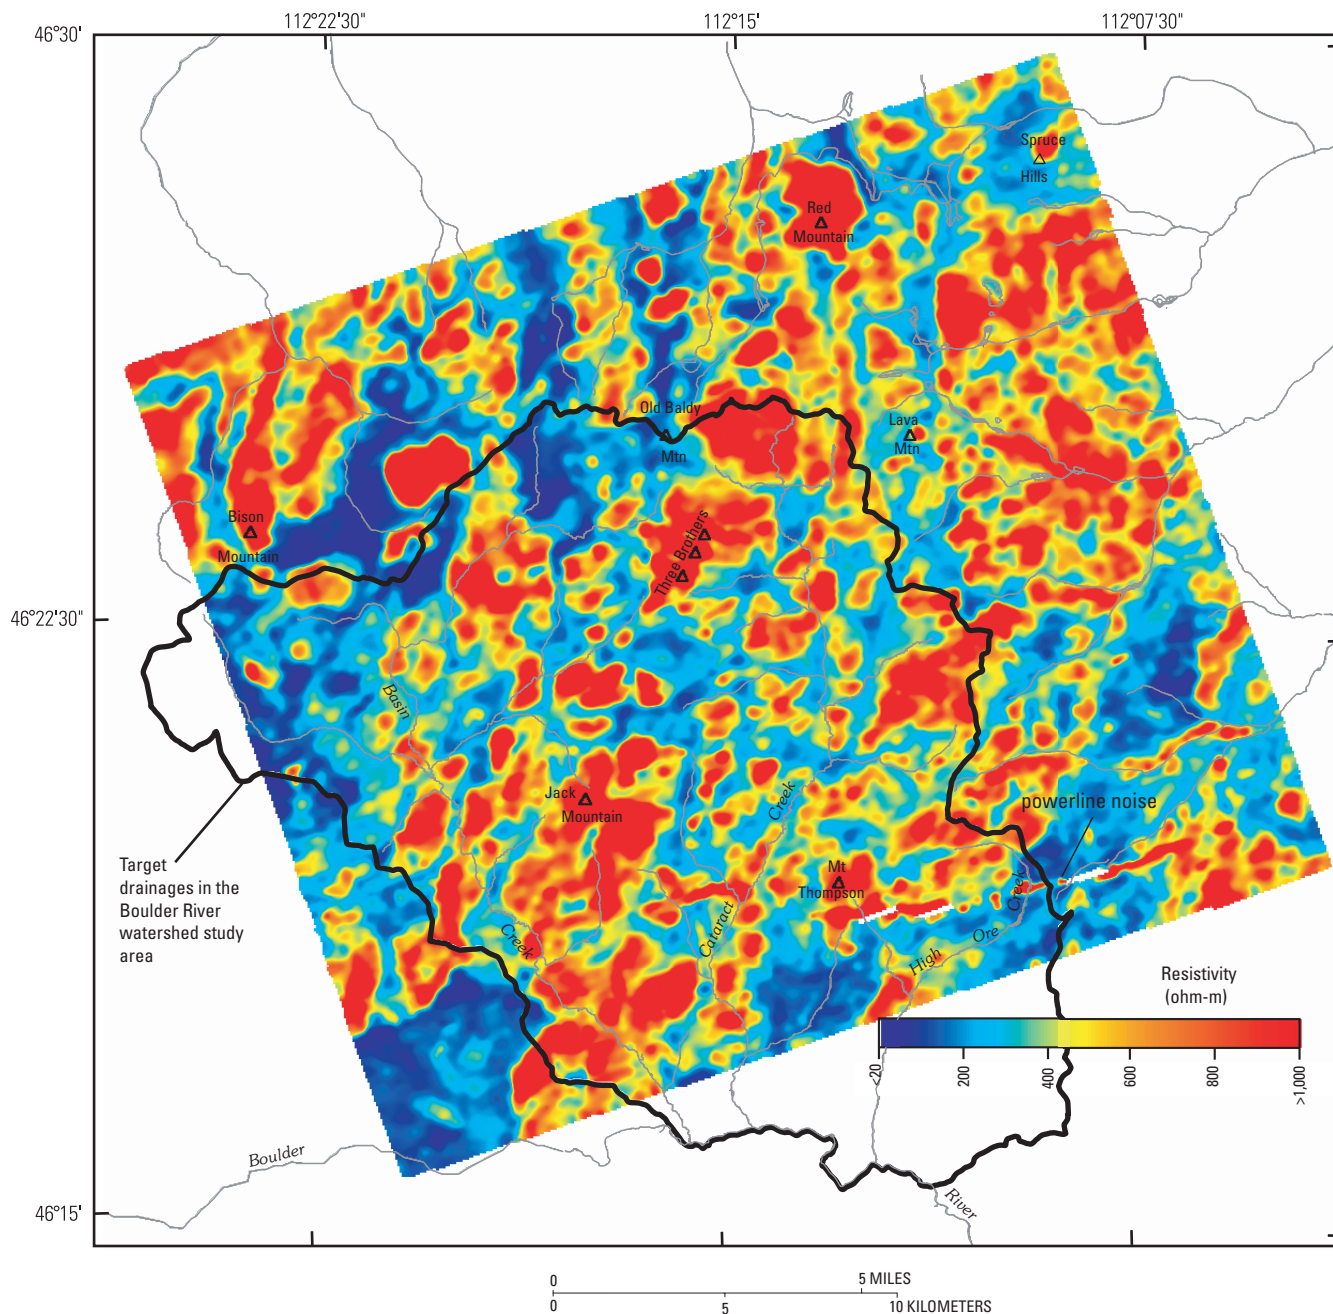 112°22'30"
112°15'
112°07'30"
46°30'
Spruce
Hills
Red
Mountain
Old Baldy
Mtn
Lava
Mtn
Bison
Mountain
Three Brothers
46°22'30"
Basin
Jack
Mountain
Creek
powerline noise
Mt
Thompson
Target
drainages in the
Boulder River
watershed study
area
Creek
Cataract
Creek
High
Ore
Resistivity
(ohm-m)
<20
200
400
600
800
>1,000
Boulder
River
46°15'
0
5 MILES
0
5
10 KILOMETERS